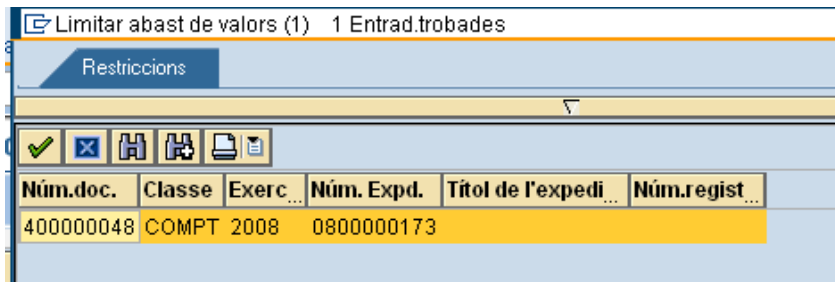 Limitar abast de valors (1) 1 Entrad.trobades
Restriccions
Núm.doc. Classe Exerc... Núm. Expd. Títol de l'expedi... Núm.regist...
400000048 COMPT 2008 0800000173